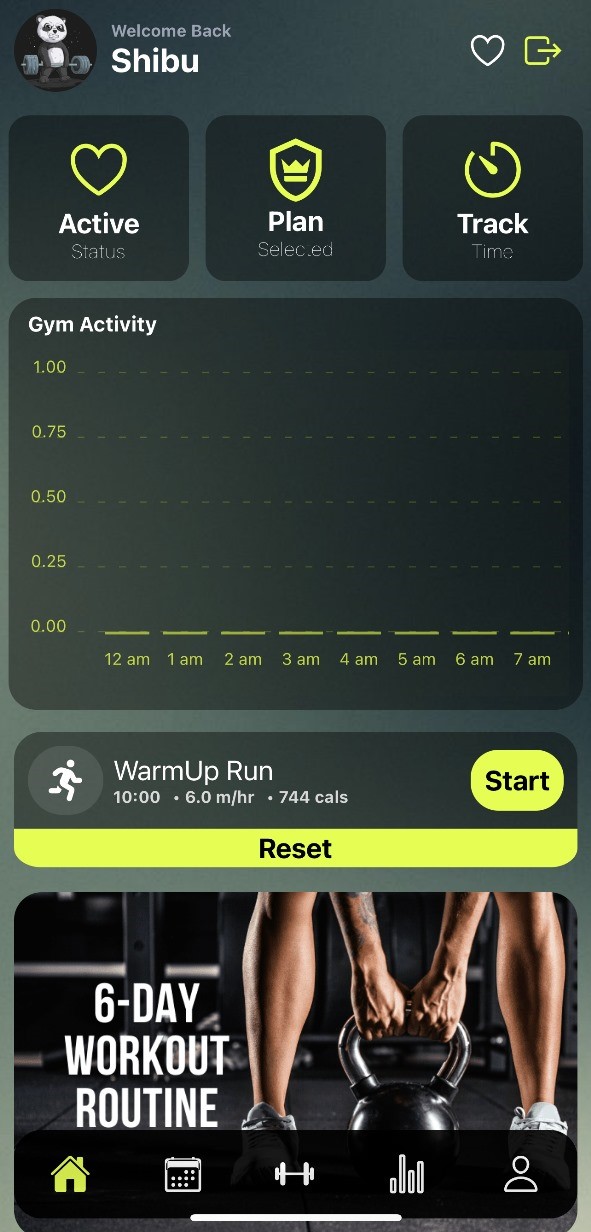 Welcome Back
Shibu
Active
Status
Plan
Selected
Track
Time
Gym Activity
1.00
0.75
0.50
0.25
0.00
12 am 1 am 2 am 3 am 4 am 5 am 6 am 7 am
WarmUp Run
10:00 • 6.0 m/hr • 744 cals
Start
Reset
6-DAY
WORKOUT
ROUTINE